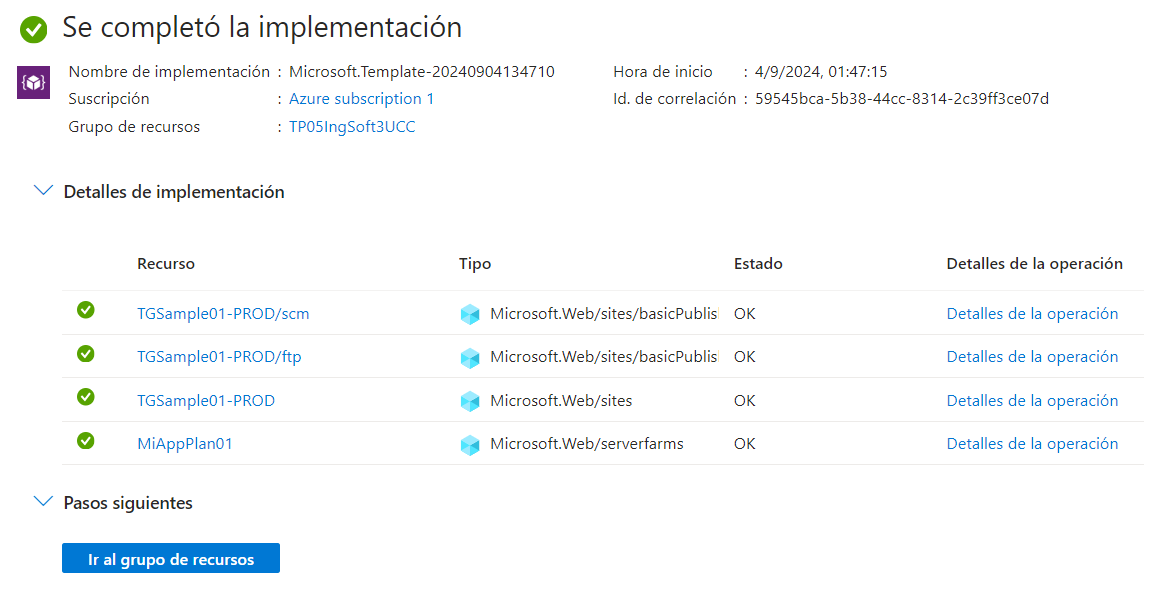 Se completó la implementación
Nombre de implementación : Microsoft.Template-20240904134710
Hora de inicio : 4/9/2024, 01:47:15
Suscripción : Azure subscription 1
Id. de correlación : 59545bca-5b38-44cc-8314-2c39ff3ce07d
Grupo de recursos : TP05IngSoft3UCC
Detalles de implementación
Recurso Tipo Estado Detalles de la operación
TGSample01-PROD/scm Microsoft.Web/sites/basicPublis OK Detalles de la operación
TGSample01-PROD/ftp Microsoft.Web/sites/basicPublis OK Detalles de la operación
TGSample01-PROD Microsoft.Web/sites OK Detalles de la operación
MiAppPlan01 Microsoft.Web/serverfarms OK Detalles de la operación
Pasos siguientes
Ir al grupo de recursos